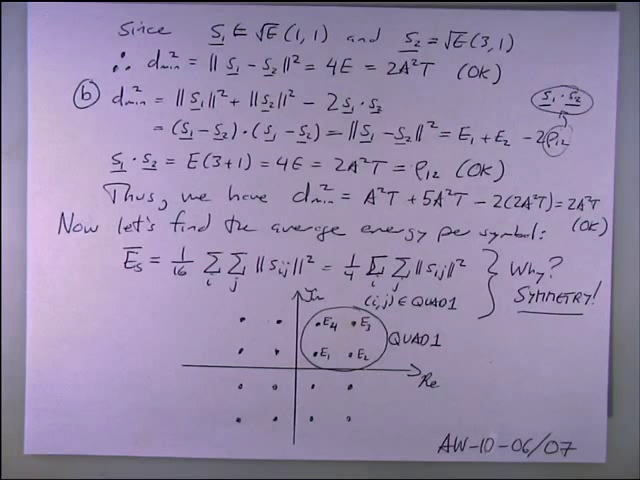 Since S₁ ∈ √E(1,1) and S₂ = √E(3,1)
∴ d²min = ‖S₁ - S₂‖² = 4E = 2A²T (OK)
(b) d²min = ‖S₁‖² + ‖S₂‖² - 2 S₁ · S₂
S₁ · S₂
= (S₁ - S₂) · (S₁ - S₂) = ‖S₁ - S₂‖² = E₁ + E₂ - 2ρ₁₂
S₁ · S₂ = E(3+1) = 4E = 2A²T = ρ₁₂ (OK)
Thus, we have d²min = A²T + 5A²T - 2(2A²T) = 2A²T
(OK)
Now let's find the average energy per symbol:
E̅s = 1/16 Σi Σj ‖Sij‖² = 1/4 Σi Σj ‖Sij‖² } Why?
(i,j) ∈ QUAD1 SYMMETRY!
Im
E4 E3
QUAD1
E1 E2
Re
AW-10-06/07